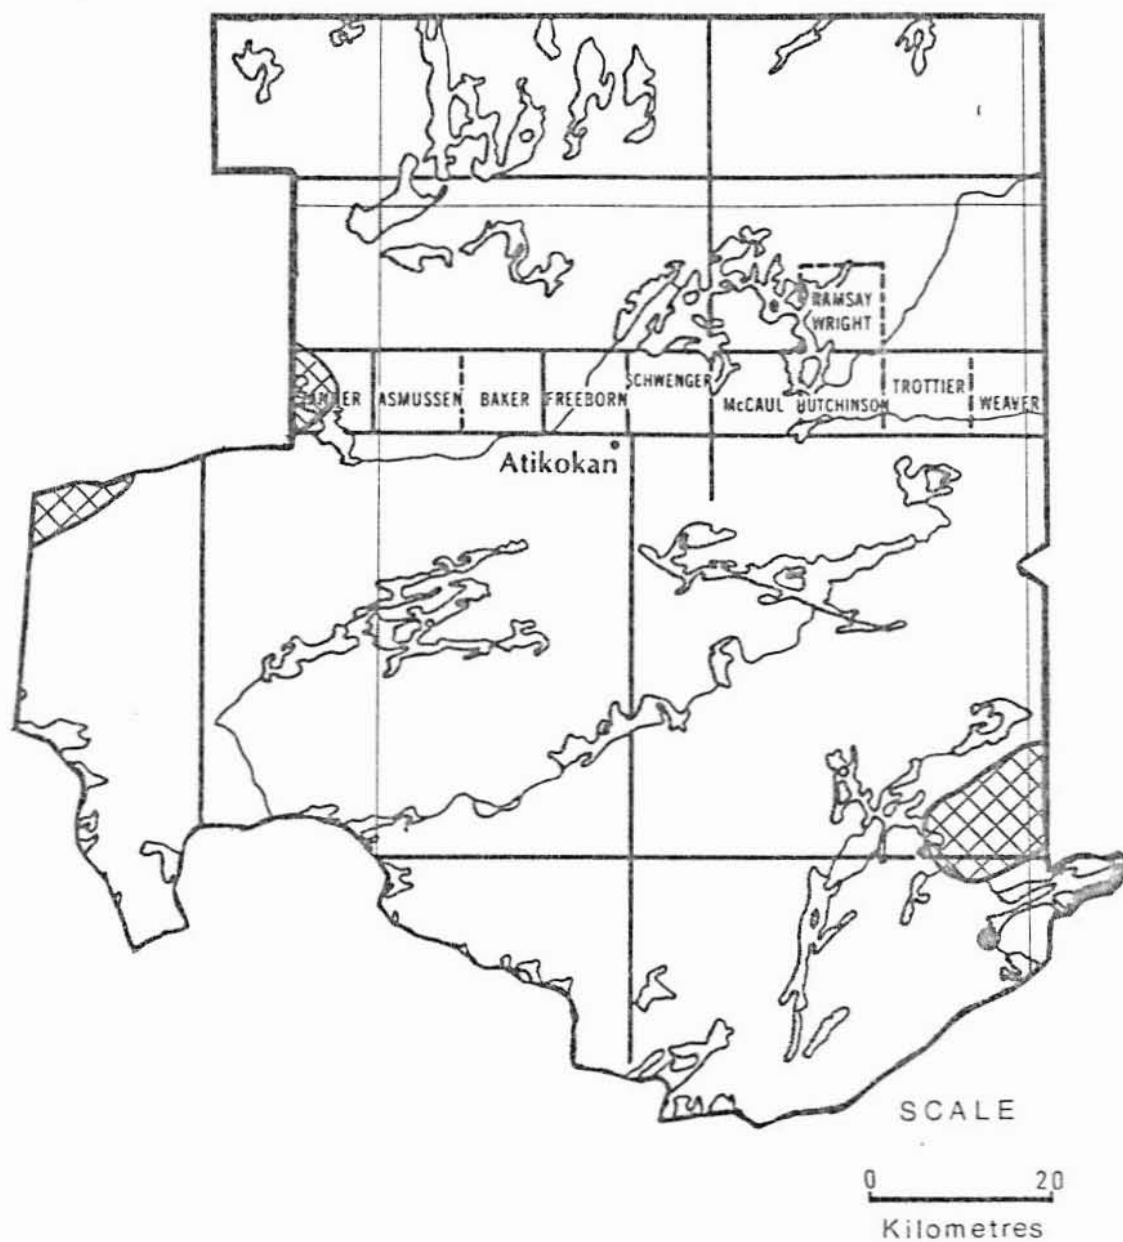 RAMSAY
WRIGHT
ASMUSSEN BAKER FREEBORN SCHWENGER McCAUL HUTCHINSON TROTTIER WEAVER
Atikokan
SCALE
0 20
Kilometres